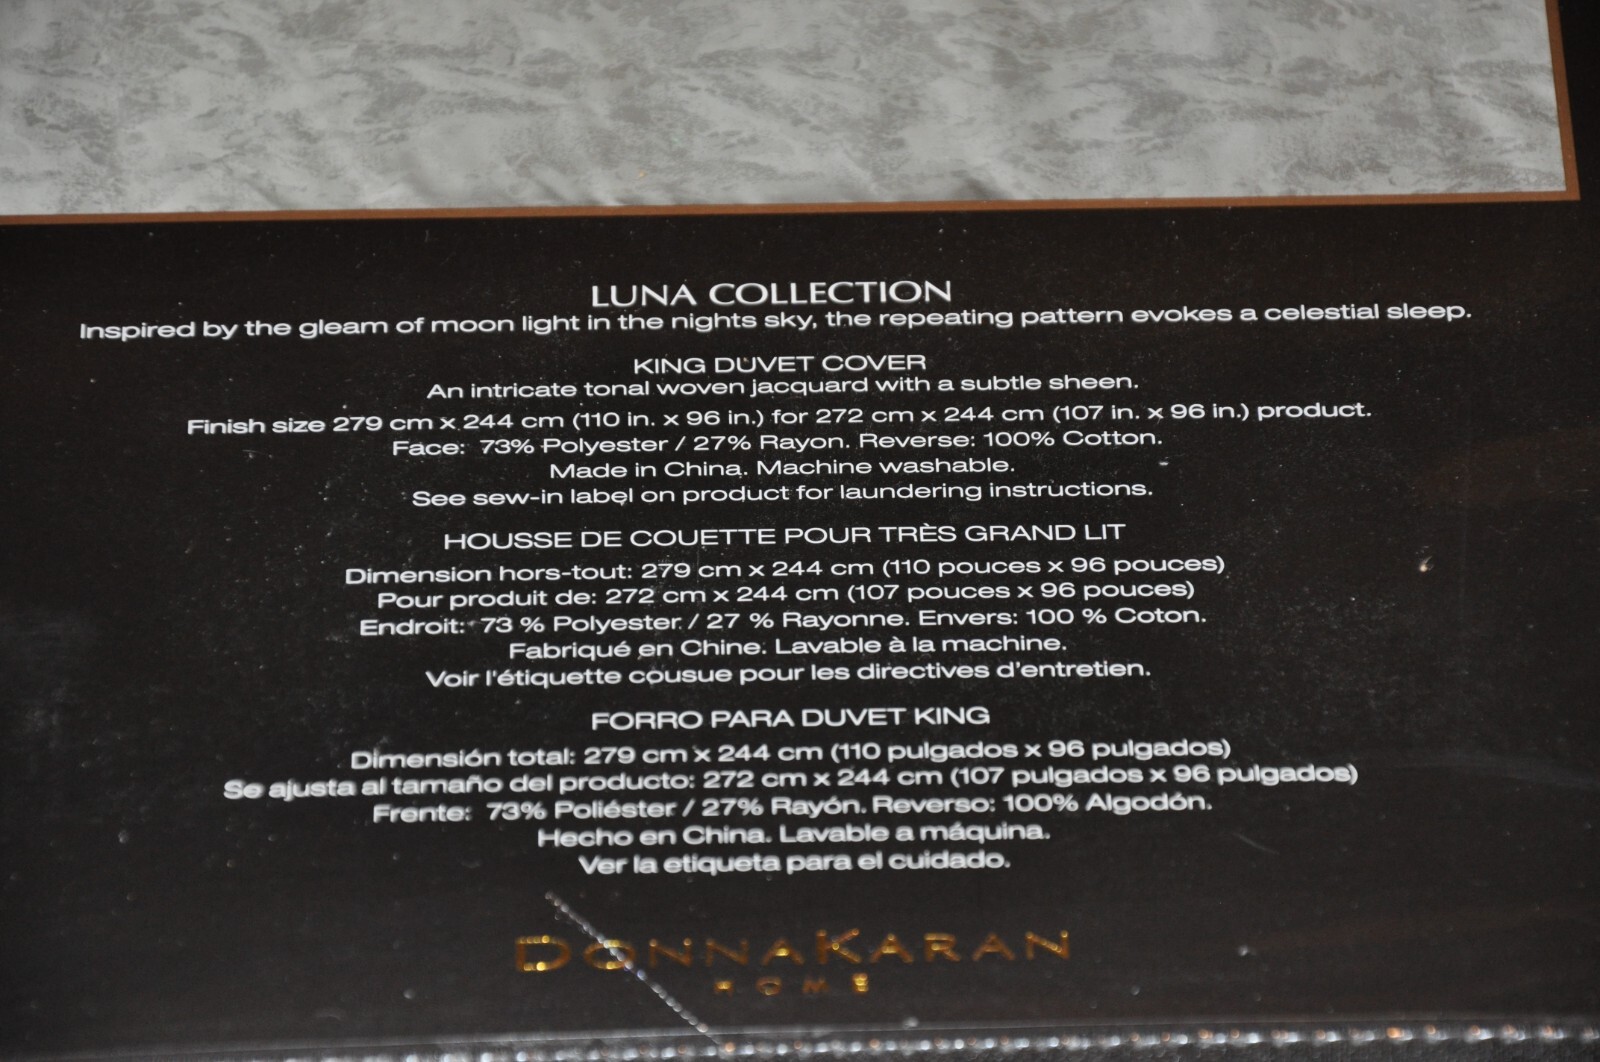 LUNA COLLECTION
Inspired by the gleam of moon light in the nights sky, the repeating pattern evokes a celestial sleep.
KING DUVET COVER
An intricate tonal woven jacquard with a subtle sheen.
Finish size 279 cm x 244 cm (110 in. x 96 in.) for 272 cm x 244 cm (107 in. x 96 in.) product.
Face: 73% Polyester / 27% Rayon. Reverse: 100% Cotton.
Made in China. Machine washable.
See sew-in label on product for laundering instructions.
HOUSSE DE COUETTE POUR TRÈS GRAND LIT
Dimension hors-tout: 279 cm x 244 cm (110 pouces x 96 pouces)
Pour produit de: 272 cm x 244 cm (107 pouces x 96 pouces)
Endroit: 73 % Polyester / 27 % Rayonne. Envers: 100 % Coton.
Fabriqué en Chine. Lavable à la machine.
Voir l'étiquette cousue pour les directives d'entretien.
FORRO PARA DUVET KING
Dimensión total: 279 cm x 244 cm (110 pulgados x 96 pulgados)
Se ajusta al tamaño del producto: 272 cm x 244 cm (107 pulgados x 96 pulgados)
Frente: 73% Poliéster / 27% Rayón. Reverso: 100% Algodón.
Hecho en China. Lavable a máquina.
Ver la etiqueta para el cuidado.
DONNAKARAN
HOME